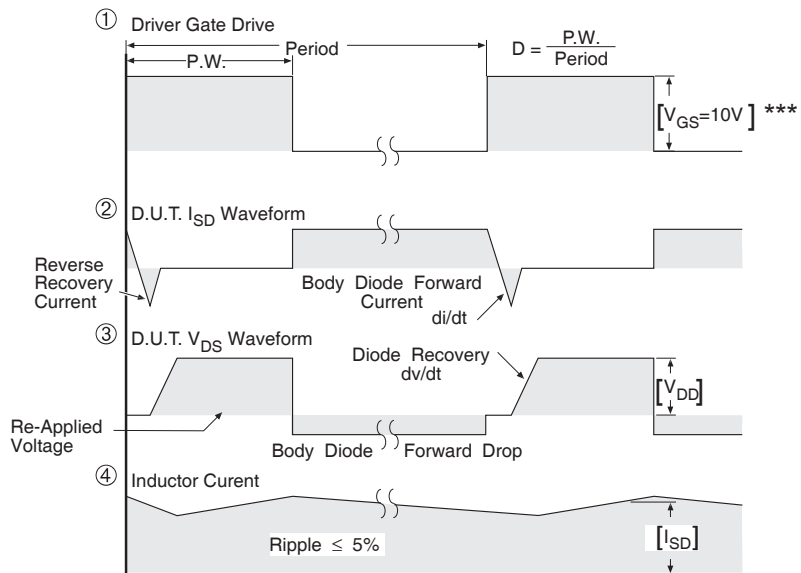 ① Driver Gate Drive
P.W.
Period
D = P.W.
Period
[VGS=10V] ***
② D.U.T. ISD Waveform
Reverse
Recovery
Current
Body Diode Forward
Current
di/dt
③ D.U.T. VDS Waveform
Diode Recovery
dv/dt
[VDD]
Re-Applied
Voltage
Body Diode Forward Drop
④ Inductor Curent
Ripple ≤ 5%
[ISD]